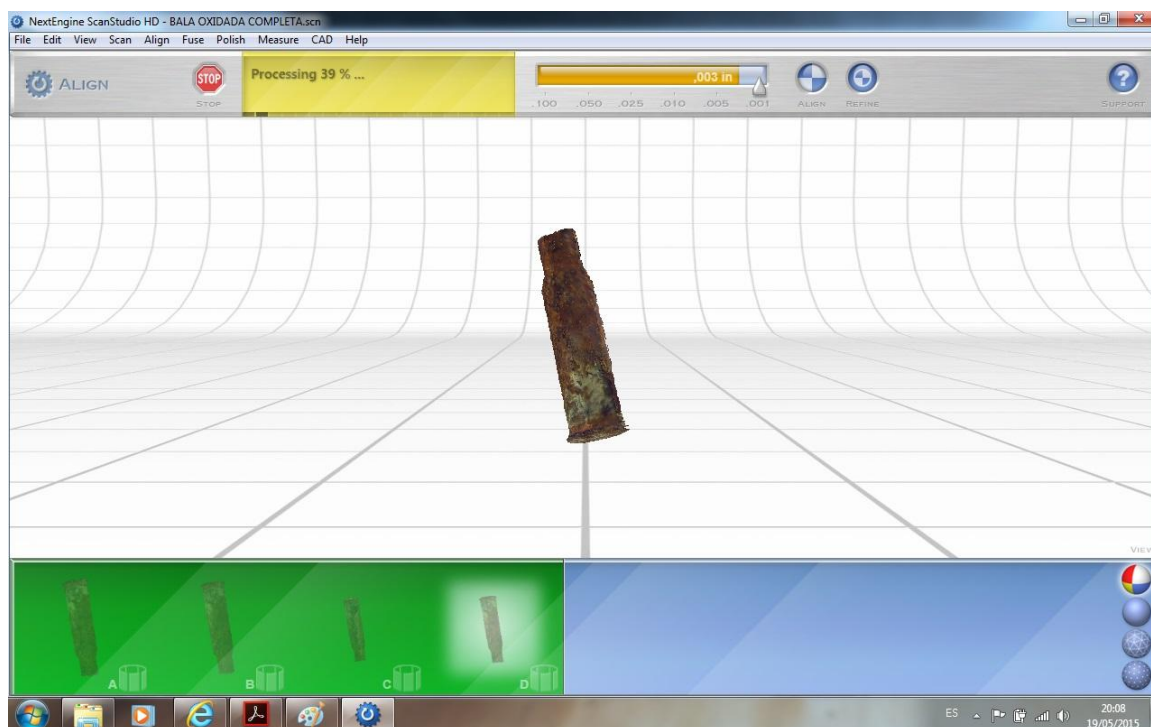 NextEngine ScanStudio HD - BALA OXIDADA COMPLETA.scn
File Edit View Scan Align Fuse Polish Measure CAD Help
ALIGN
STOP
STOP
Processing 39 % ...
,003 in
.100 .050 .025 .010 .005 .001
ALIGN
REFINE
?
SUPPORT
VIEW
A
B
C
D
ES
20:08
19/05/2015